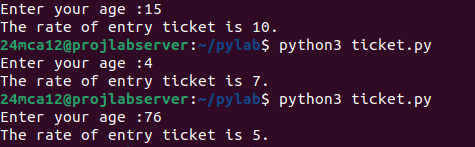 Enter your age :15
The rate of entry ticket is 10.
24mca12@projlabserver:~/pylab$ python3 ticket.py
Enter your age :4
The rate of entry ticket is 7.
24mca12@projlabserver:~/pylab$ python3 ticket.py
Enter your age :76
The rate of entry ticket is 5.